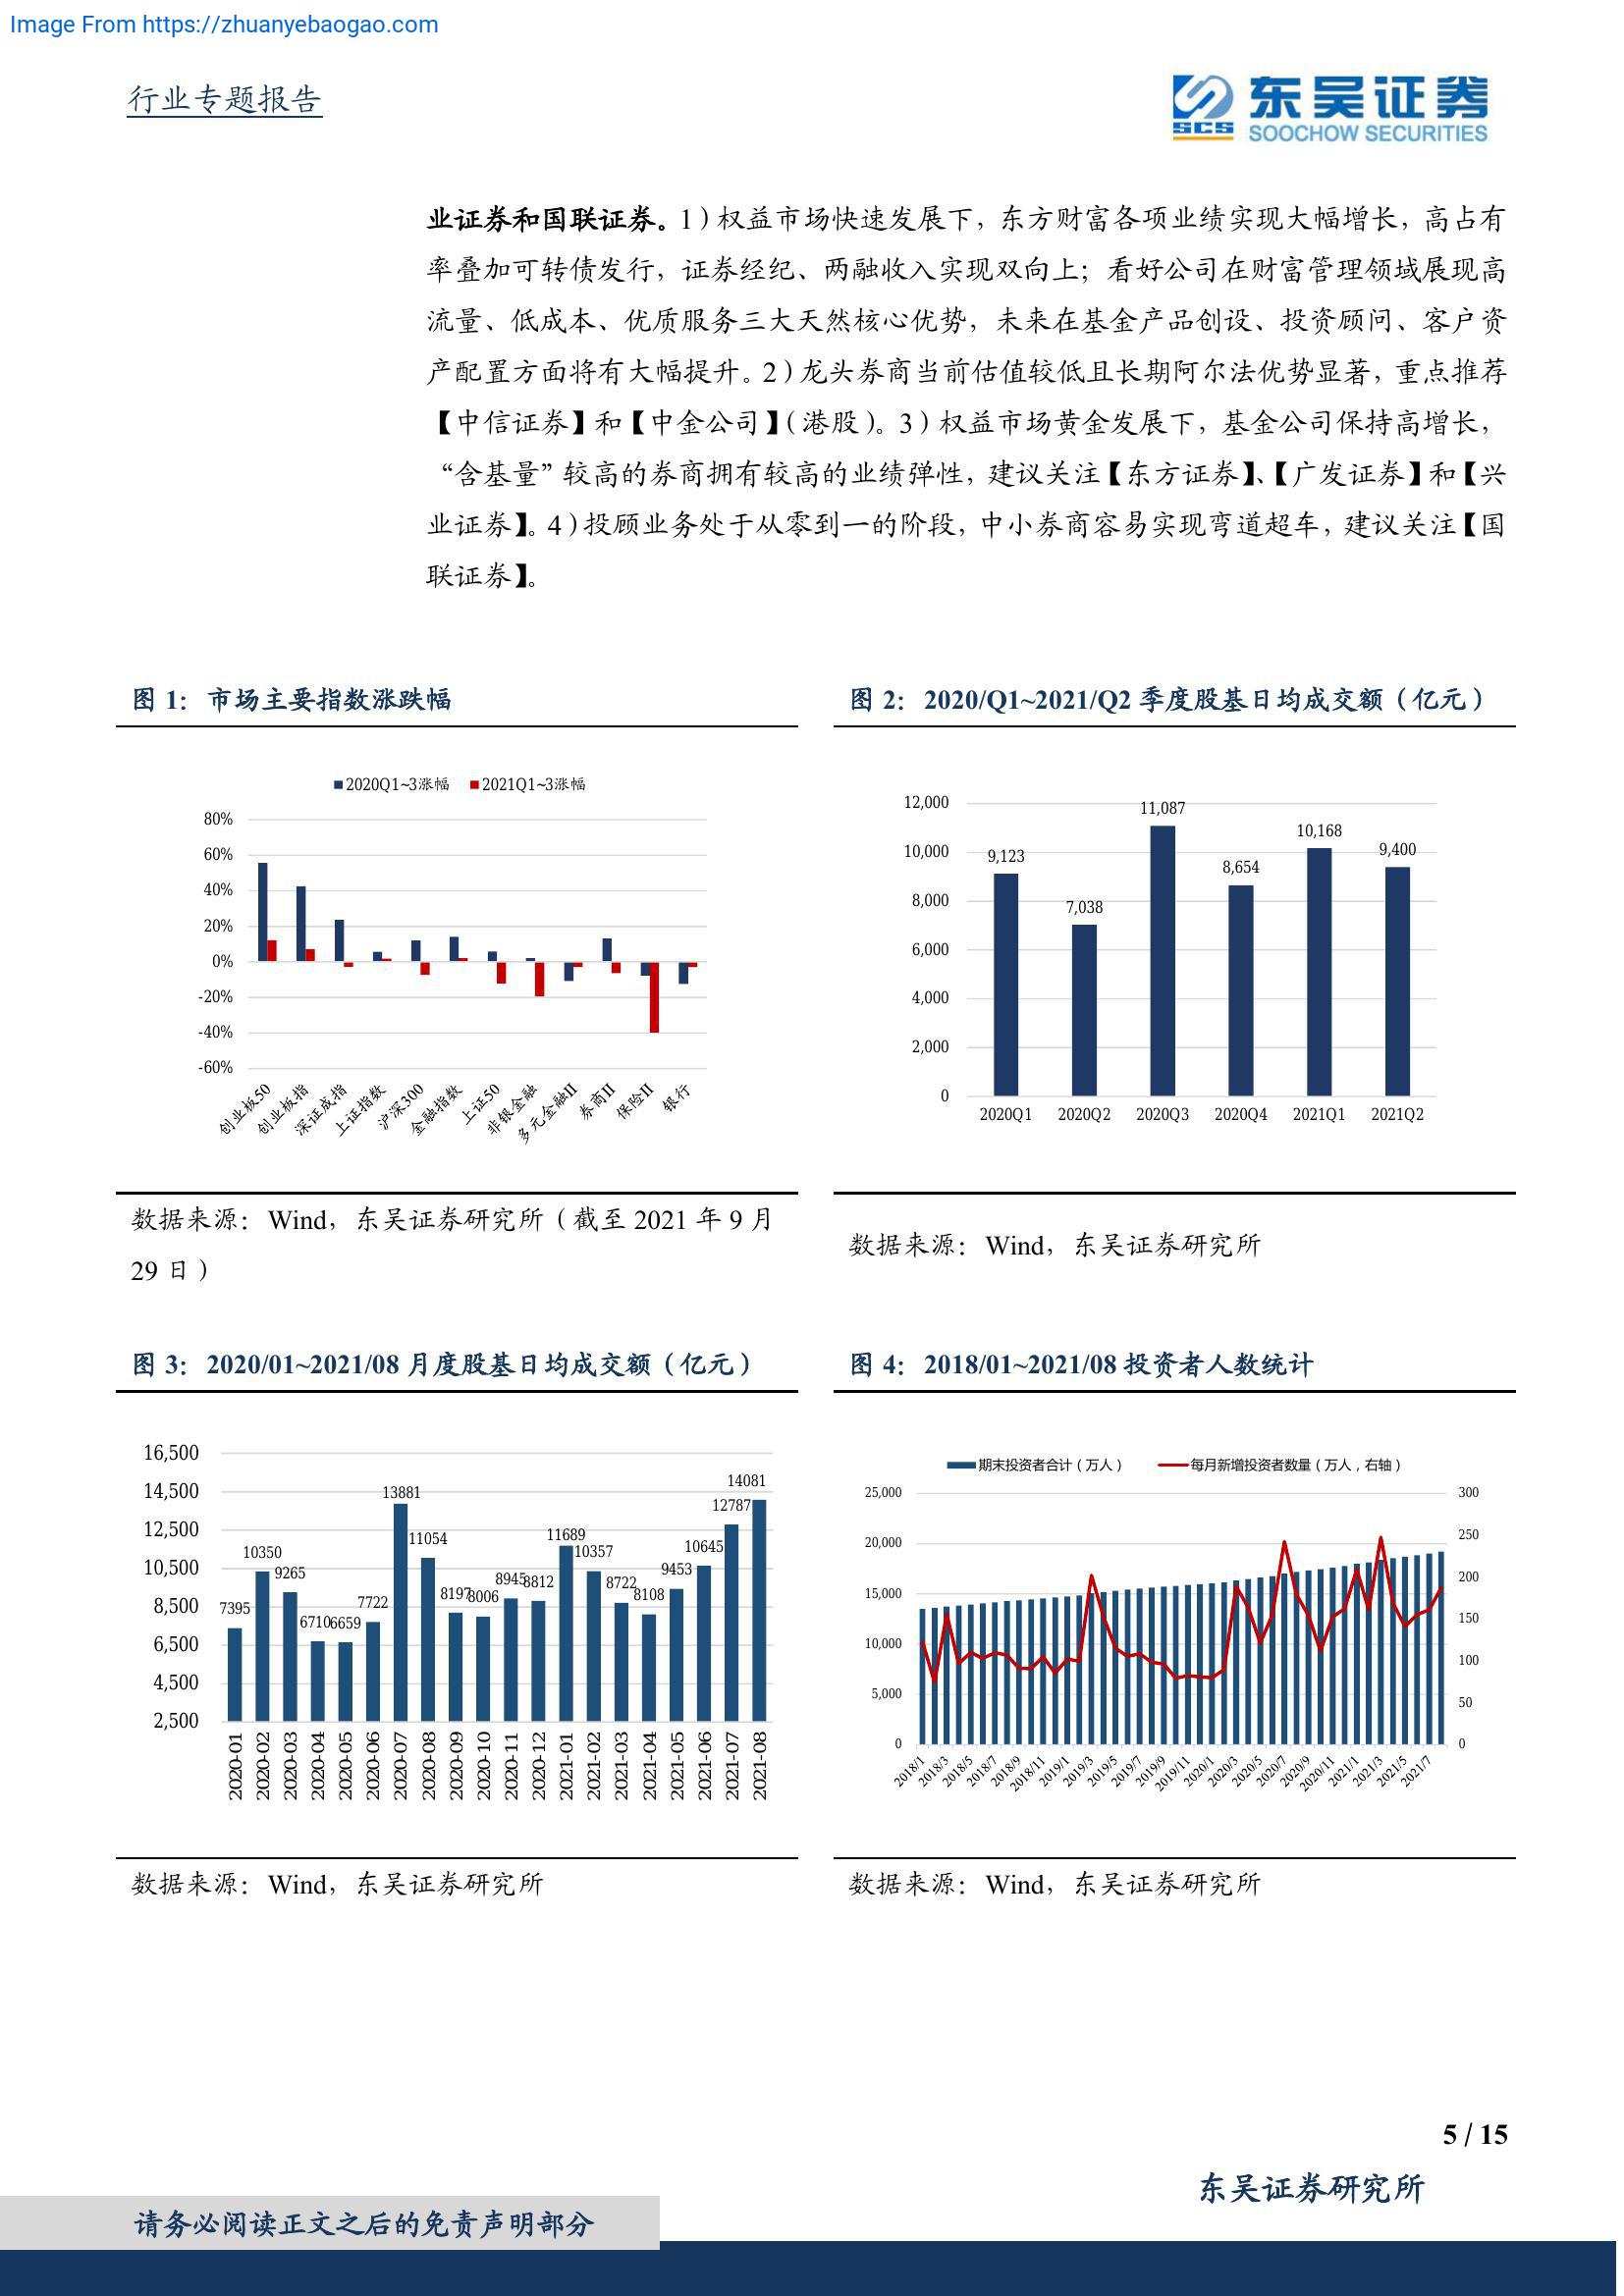 Image From https://zhuanyebaogao.com
行业专题报告
东吴证券
SCS
SOOCHOW SECURITIES
业证券和国联证券。1）权益市场快速发展下，东方财富各项业绩实现大幅增长，高占有
率叠加可转债发行，证券经纪、两融收入实现双向上；看好公司在财富管理领域展现高
流量、低成本、优质服务三大天然核心优势，未来在基金产品创设、投资顾问、客户资
产配置方面将有大幅提升。2）龙头券商当前估值较低且长期阿尔法优势显著，重点推荐
【中信证券】和【中金公司】（港股）。3）权益市场黄金发展下，基金公司保持高增长，
“含基量”较高的券商拥有较高的业绩弹性，建议关注【东方证券】、【广发证券】和【兴
业证券】。4）投顾业务处于从零到一的阶段，中小券商容易实现弯道超车，建议关注【国
联证券】。
图 1：市场主要指数涨跌幅
2020Q1~3涨幅 2021Q1~3涨幅
80%
60%
40%
20%
0%
-20%
-40%
-60%
创业板50 创业板指 深证成指 上证指数 沪深300 金融指数 上证50 非银金融 多元金融II 券商II 保险II 银行
数据来源：Wind，东吴证券研究所（截至 2021 年 9 月
29 日）
图 2：2020/Q1~2021/Q2 季度股基日均成交额（亿元）
12,000
10,000
8,000
6,000
4,000
2,000
0
9,123 7,038 11,087 8,654 10,168 9,400
2020Q1 2020Q2 2020Q3 2020Q4 2021Q1 2021Q2
数据来源：Wind，东吴证券研究所
图 3：2020/01~2021/08 月度股基日均成交额（亿元）
16,500
14,500
12,500
10,500
8,500
6,500
4,500
2,500
7395 10350 9265 6710 6659 7722 13881 11054 8197 8006 8945 8812 11689 10357 8722 8108 9453 10645 12787 14081
2020-01 2020-02 2020-03 2020-04 2020-05 2020-06 2020-07 2020-08 2020-09 2020-10 2020-11 2020-12 2021-01 2021-02 2021-03 2021-04 2021-05 2021-06 2021-07 2021-08
数据来源：Wind，东吴证券研究所
图 4：2018/01~2021/08 投资者人数统计
期末投资者合计（万人） 每月新增投资者数量（万人，右轴）
25,000
20,000
15,000
10,000
5,000
0
300
250
200
150
100
50
0
2018/1 2018/3 2018/5 2018/7 2018/9 2018/11 2019/1 2019/3 2019/5 2019/7 2019/9 2019/11 2020/1 2020/3 2020/5 2020/7 2020/9 2020/11 2021/1 2021/3 2021/5 2021/7
数据来源：Wind，东吴证券研究所
5 / 15
东吴证券研究所
请务必阅读正文之后的免责声明部分